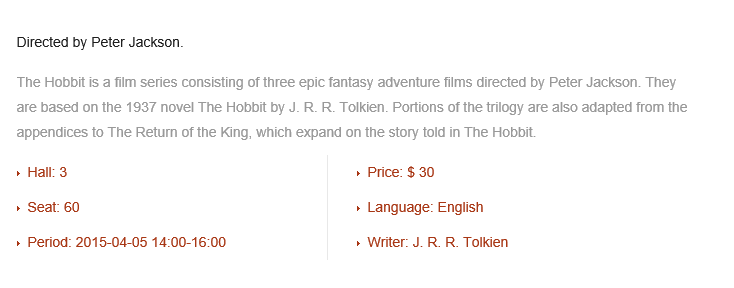 Directed by Peter Jackson.
The Hobbit is a film series consisting of three epic fantasy adventure films directed by Peter Jackson. They
are based on the 1937 novel The Hobbit by J. R. R. Tolkien. Portions of the trilogy are also adapted from the
appendices to The Return of the King, which expand on the story told in The Hobbit.
Hall: 3
Seat: 60
Period: 2015-04-05 14:00-16:00
Price: $ 30
Language: English
Writer: J. R. R. Tolkien